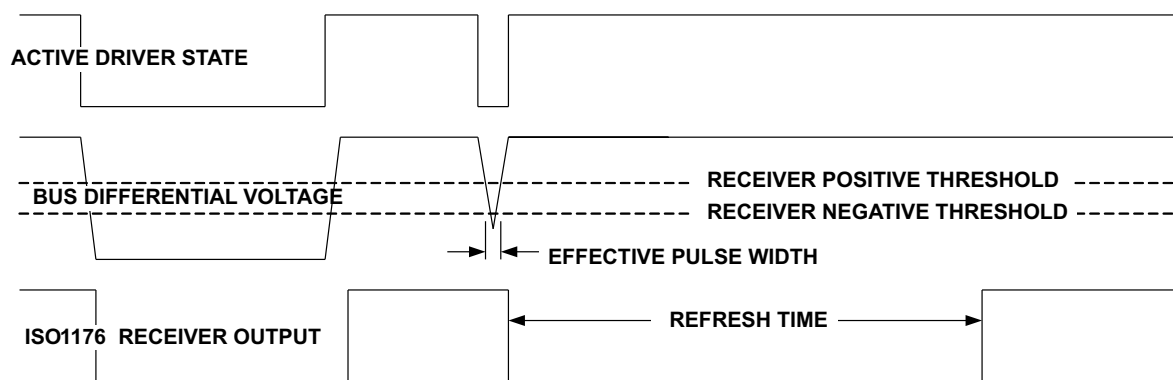 ACTIVE DRIVER STATE
RECEIVER POSITIVE THRESHOLD
BUS DIFFERENTIAL VOLTAGE
RECEIVER NEGATIVE THRESHOLD
EFFECTIVE PULSE WIDTH
REFRESH TIME
ISO1176 RECEIVER OUTPUT